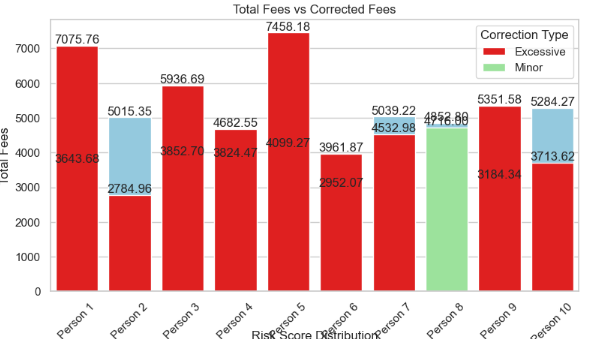 Total Fees vs Corrected Fees
Correction Type
Excessive
Minor
Total Fees
7000
6000
5000
4000
3000
2000
1000
0
7075.76
3643.68
5015.35
2784.96
5936.69
3852.70
4682.55
3824.47
7458.18
4099.27
3961.87
2952.07
5039.22
4532.98
4852.80
4716.00
5351.58
3184.34
5284.27
3713.62
Person 1
Person 2
Person 3
Person 4
Person 5
Person 6
Person 7
Person 8
Person 9
Person 10
Risk Score Distribution